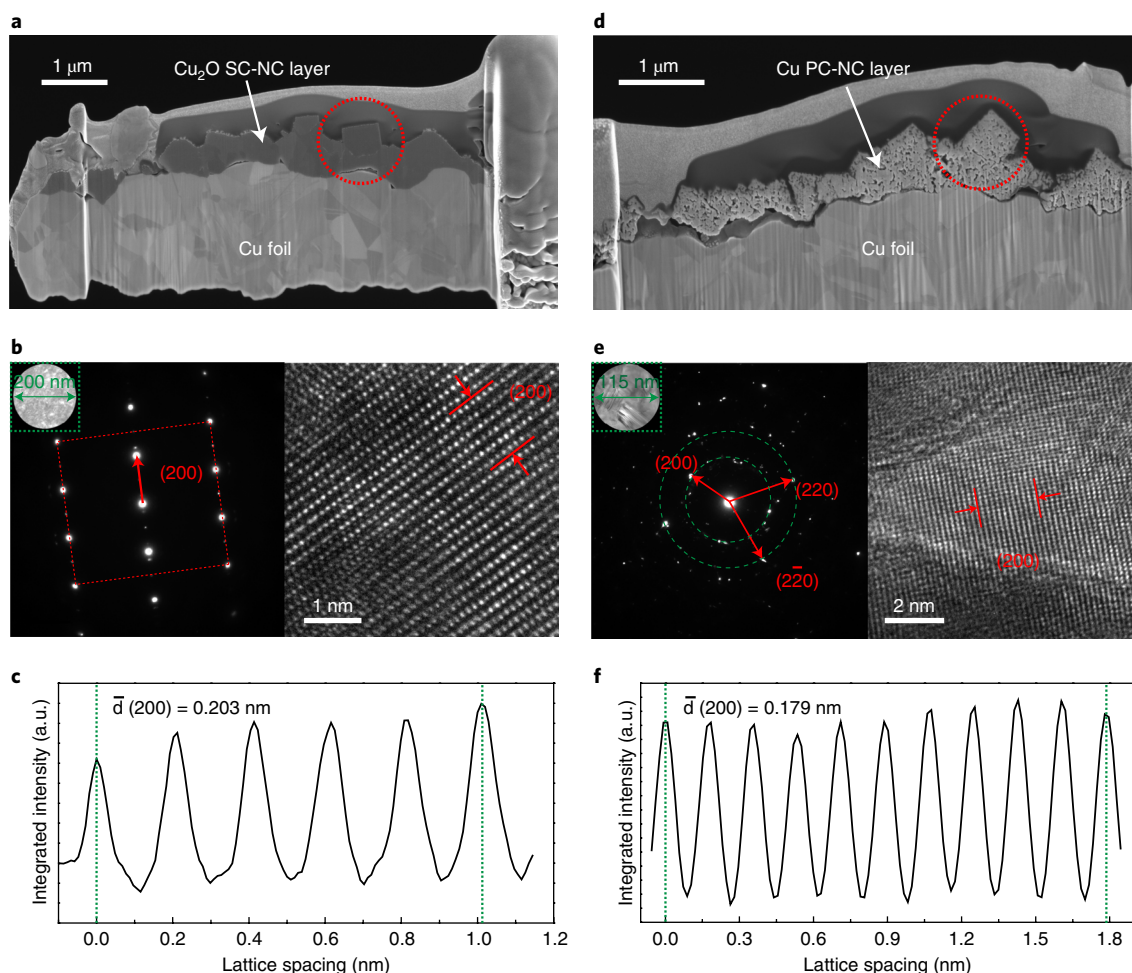 a
1 μm
Cu₂O SC-NC layer
Cu foil
d
1 μm
Cu PC-NC layer
Cu foil
b
200 nm
(200)
(200)
1 nm
e
115 nm
(200)
(220)
(2̅2̅0)
(200)
2 nm
c
d̅ (200) = 0.203 nm
Integrated intensity (a.u.)
0.0 0.2 0.4 0.6 0.8 1.0 1.2
Lattice spacing (nm)
f
d̅ (200) = 0.179 nm
Integrated intensity (a.u.)
0.0 0.3 0.6 0.9 1.2 1.5 1.8
Lattice spacing (nm)